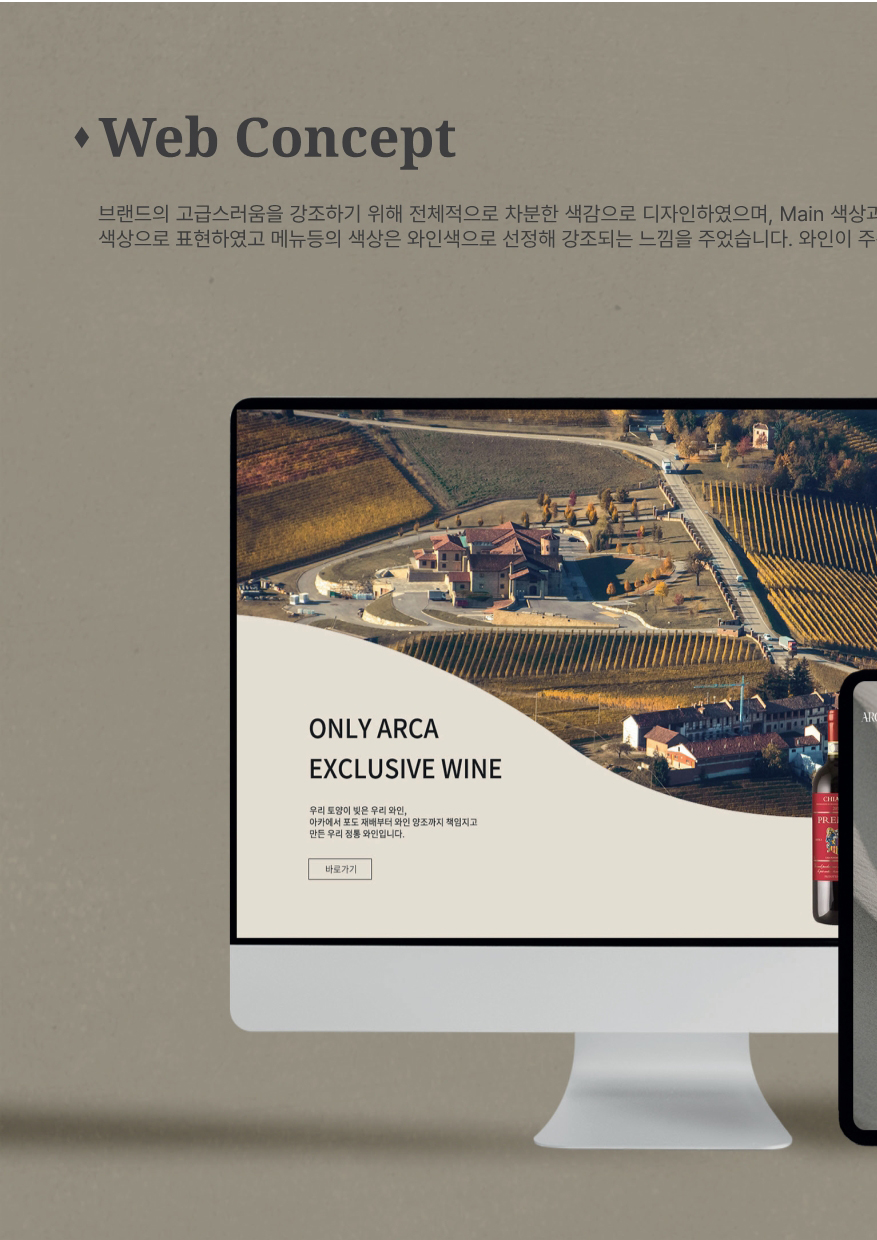 Web Concept
브랜드의 고급스러움을 강조하기 위해 전체적으로 차분한 색감으로 디자인하였으며, Main 색상과
색상으로 표현하였고 메뉴등의 색상은 와인색으로 선정해 강조되는 느낌을 주었습니다. 와인이 주
ONLY ARCA
EXCLUSIVE WINE
우리 토양이 빚은 우리 와인,
아카에서 포도 재배부터 와인 양조까지 책임지고
만든 우리 정통 와인입니다.
바로가기